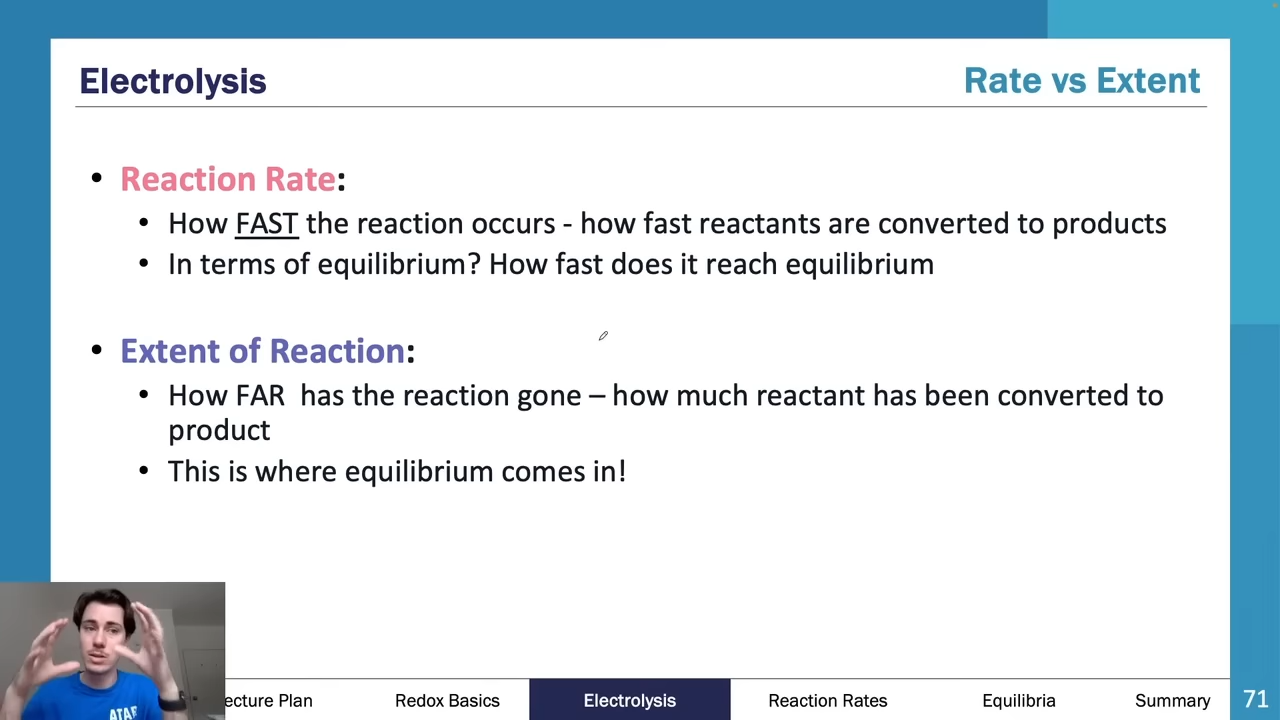 Electrolysis
Rate vs Extent
• Reaction Rate:
• How FAST the reaction occurs - how fast reactants are converted to products
• In terms of equilibrium? How fast does it reach equilibrium
• Extent of Reaction:
• How FAR has the reaction gone – how much reactant has been converted to
product
• This is where equilibrium comes in!
ecture Plan
Redox Basics
Electrolysis
Reaction Rates
Equilibria
Summary
71
ATAR